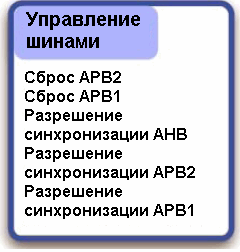 Управление
шинами
Сброс APB2
Сброс APB1
Разрешение
синхронизации AHB
Разрешение
синхронизации APB2
Разрешение
синхронизации APB1